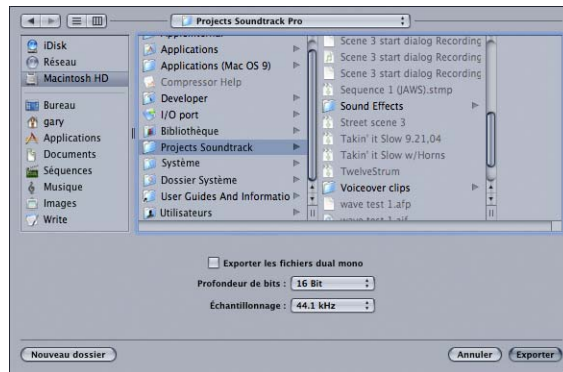 Projects Soundtrack Pro
iDisk
Réseau
Macintosh HD
Bureau
gary
Applications
Documents
Séquences
Musique
Images
Write
Applications
Applications (Mac OS 9)
Compressor Help
Developer
I/O port
Bibliothèque
Projects Soundtrack
Système
Dossier Système
User Guides And Informatio
Utilisateurs
Scene 3 start dialog Recording
Scene 3 start dialog Recording
Scene 3 start dialog Recording
Sequence 1 (JAWS).stmp
Sound Effects
Street scene 3
Takin' it Slow 9.21,04
Takin' it Slow w/Horns
TwelveStrum
Voiceover clips
wave test 1.afp
wave test 1.aif
Exporter les fichiers dual mono
Profondeur de bits : 16 Bit
Échantillonnage : 44.1 kHz
Nouveau dossier
Annuler
Exporter